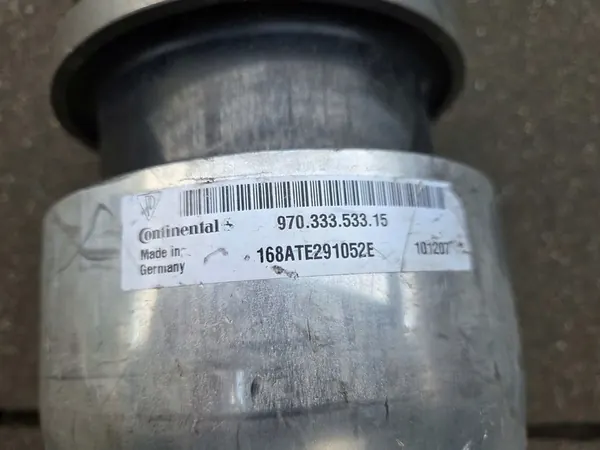 Continental 970.333.533.15
Made in
Germany
168ATE291052E
101207